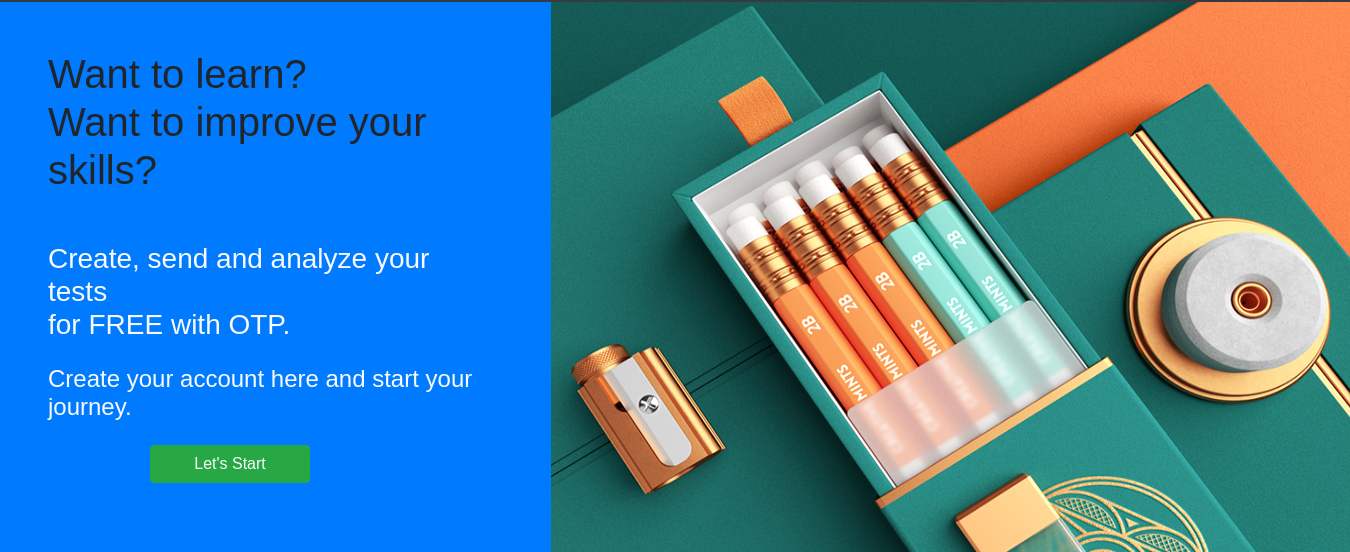 Want to learn?
Want to improve your
skills?
Create, send and analyze your
tests
for FREE with OTP.
Create your account here and start your
journey.
Let's Start
2B
2B
2B
2B
2B
MINTS
MINTS
MINTS
MINTS
MINTS